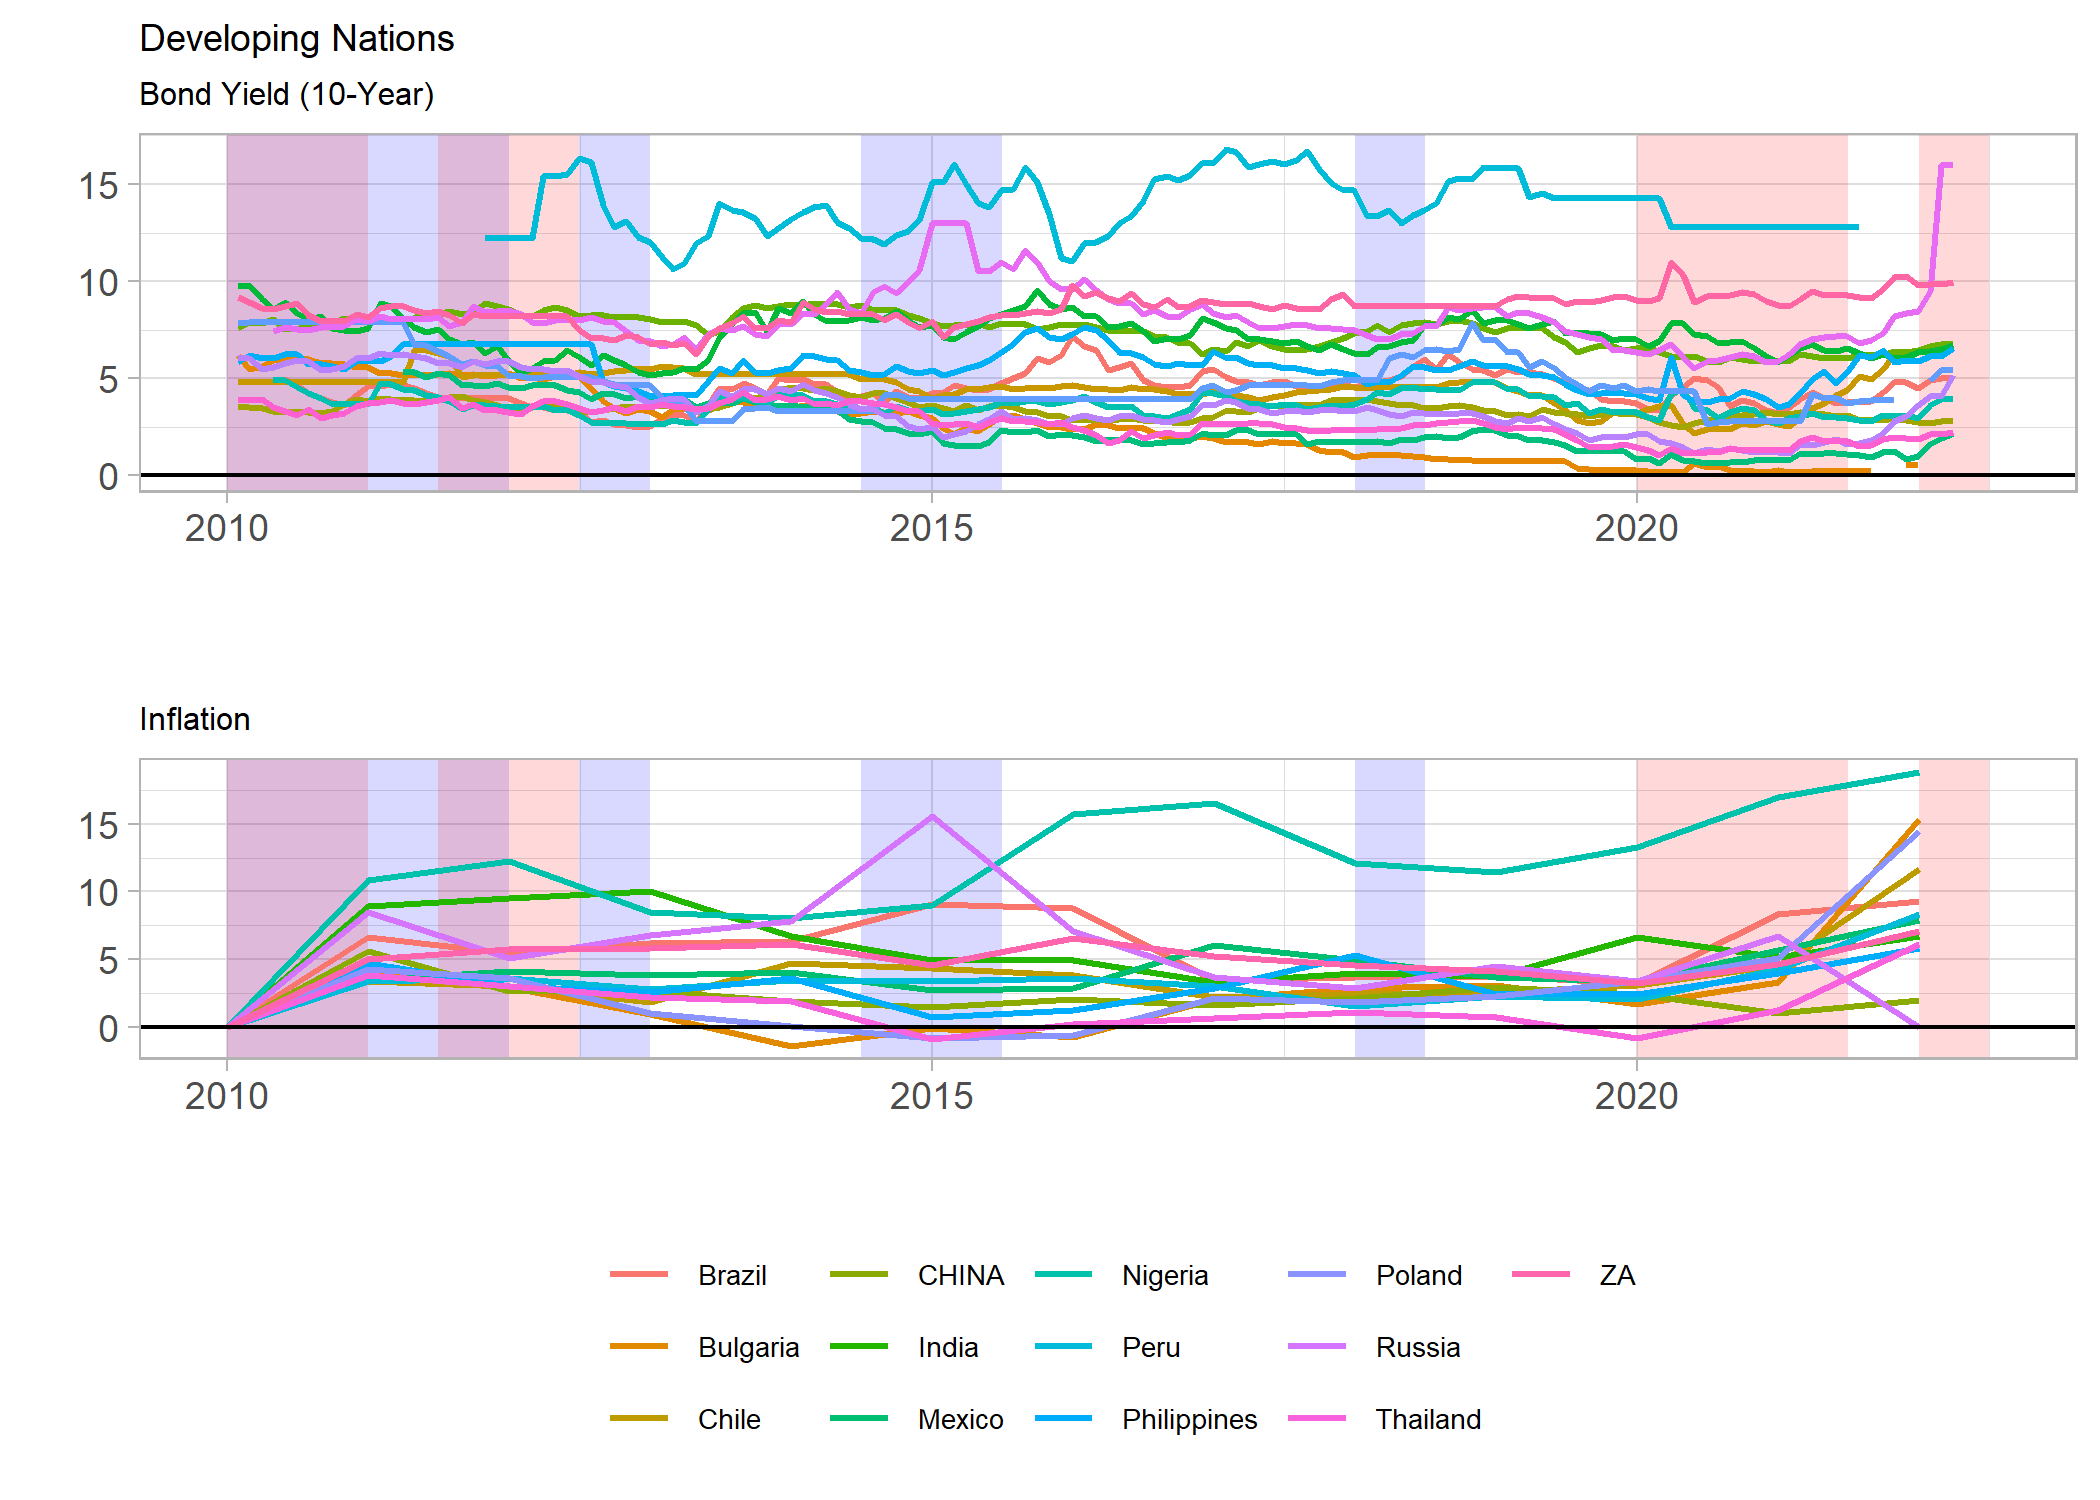 Developing Nations
Bond Yield (10-Year)
15
10
5
0
2010 2015 2020
Inflation
15
10
5
0
2010 2015 2020
Brazil CHINA Nigeria Poland ZA
Bulgaria India Peru Russia
Chile Mexico Philippines Thailand